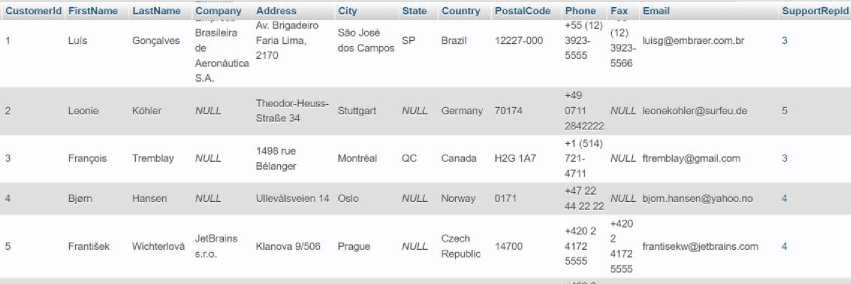 CustomerId FirstName LastName Company Address City State Country PostalCode Phone Fax Email SupportRepId
1 Luís Gonçalves Brasileira de Aeronáutica S.A. Av. Brigadeiro Faria Lima, 2170 São José dos Campos SP Brazil 12227-000 +55 (12) 3923-5555 (12) 3923-5566 luisg@embraer.com.br 3
2 Leonie Köhler NULL Theodor-Heuss-Straße 34 Stuttgart NULL Germany 70174 +49 0711 2842222 NULL leonekohler@surfeu.de 5
3 François Tremblay NULL 1498 rue Bélanger Montréal QC Canada H2G 1A7 +1 (514) 721-4711 NULL ftremblay@gmail.com 3
4 Bjørn Hansen NULL Ullevålsveien 14 Oslo NULL Norway 0171 +47 22 44 22 22 NULL bjorn.hansen@yahoo.no 4
5 František Wichterlová JetBrains s.r.o. Klanova 9/506 Prague NULL Czech Republic 14700 +420 2 4172 5555 +420 2 4172 5555 frantisekw@jetbrains.com 4